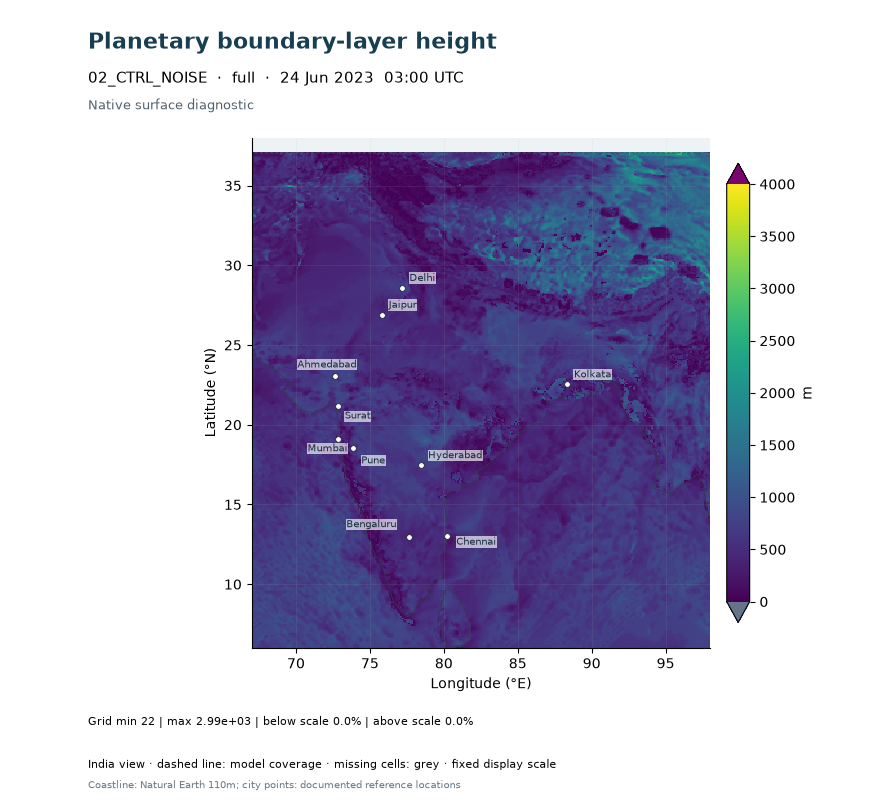 Planetary boundary-layer height
02_CTRL_NOISE · full · 24 Jun 2023 03:00 UTC
Native surface diagnostic
35
30
25
20
15
10
Latitude (°N)
Delhi
Jaipur
Ahmedabad
Kolkata
Surat
Mumbai
Pune
Hyderabad
Bengaluru
Chennai
70
75
80
85
90
95
Longitude (°E)
4000
3500
3000
2500
2000
1500
1000
500
0
m
Grid min 22 | max 2.99e+03 | below scale 0.0% | above scale 0.0%
India view · dashed line: model coverage · missing cells: grey · fixed display scale
Coastline: Natural Earth 110m; city points: documented reference locations